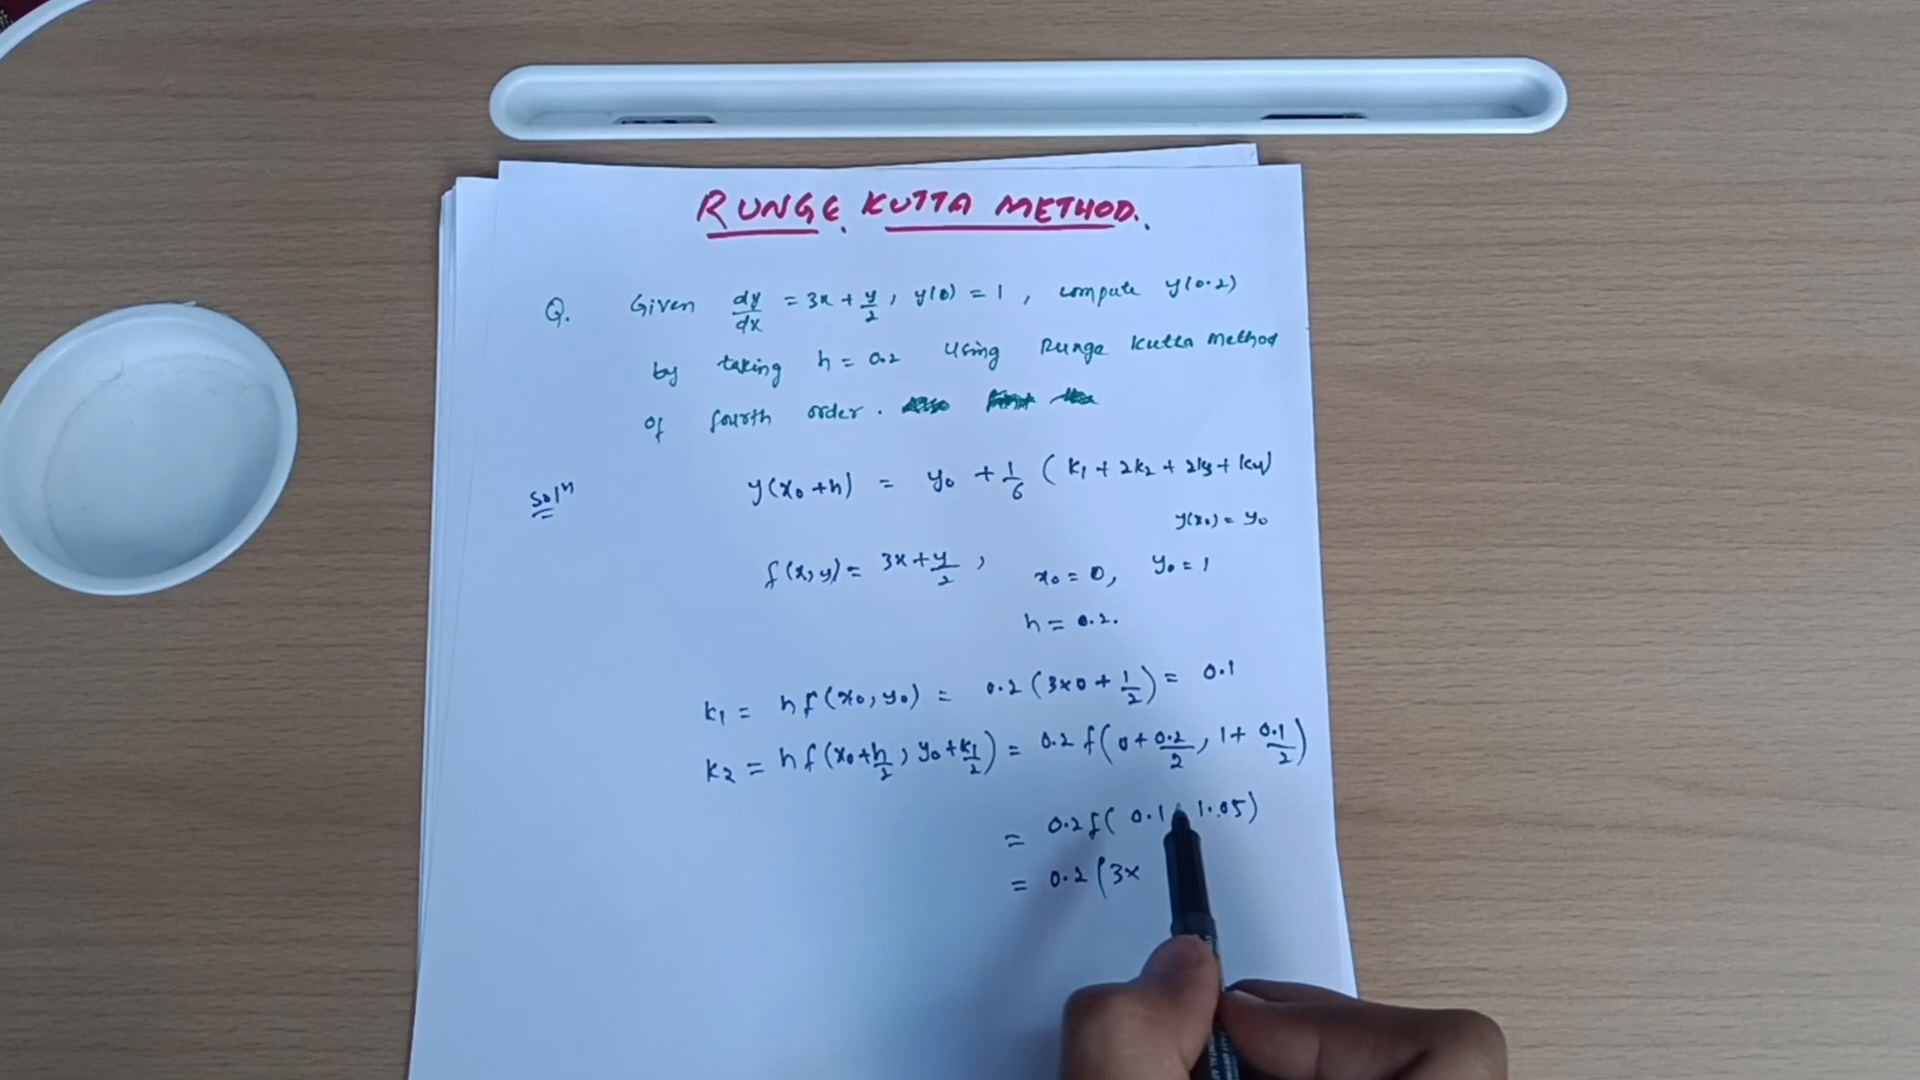 RUNGE KUTTA METHOD.
Q. Given dy/dx = 3x + y/2, y(0) = 1, compute y(0.2)
by taking h = 0.2 using Runge Kutta Method
of fourth order.
Soln y(x₀+h) = y₀ + 1/6 (k₁ + 2k₂ + 2k₃ + k₄)
y(x₀) = y₀
f(x,y) = 3x + y/2, x₀ = 0, y₀ = 1
h = 0.2.
k₁ = hf(x₀,y₀) = 0.2(3x0 + 1/2) = 0.1
k₂ = hf(x₀+h/2, y₀+k₁/2) = 0.2 f(0+0.2/2, 1+0.1/2)
= 0.2f(0.1 1.05)
= 0.2(3x